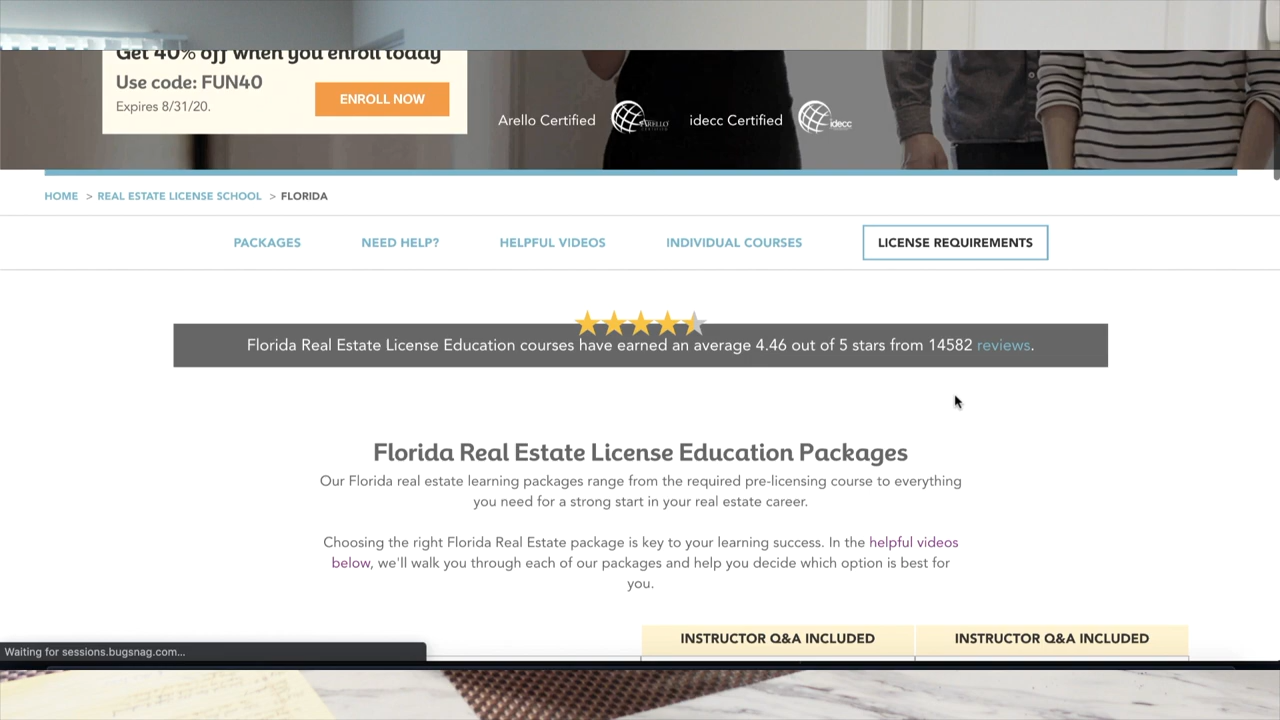 Get 40% off when you enroll today
Use code: FUN40
Expires 8/31/20.
ENROLL NOW
Arello Certified
ARELLO
idecc Certified
idecc
HOME > REAL ESTATE LICENSE SCHOOL > FLORIDA
PACKAGES
NEED HELP?
HELPFUL VIDEOS
INDIVIDUAL COURSES
LICENSE REQUIREMENTS
Florida Real Estate License Education courses have earned an average 4.46 out of 5 stars from 14582 reviews.
Florida Real Estate License Education Packages
Our Florida real estate learning packages range from the required pre-licensing course to everything
you need for a strong start in your real estate career.
Choosing the right Florida Real Estate package is key to your learning success. In the helpful videos
below, we'll walk you through each of our packages and help you decide which option is best for
you.
INSTRUCTOR Q&A INCLUDED
INSTRUCTOR Q&A INCLUDED
Waiting for sessions.bugsnag.com...